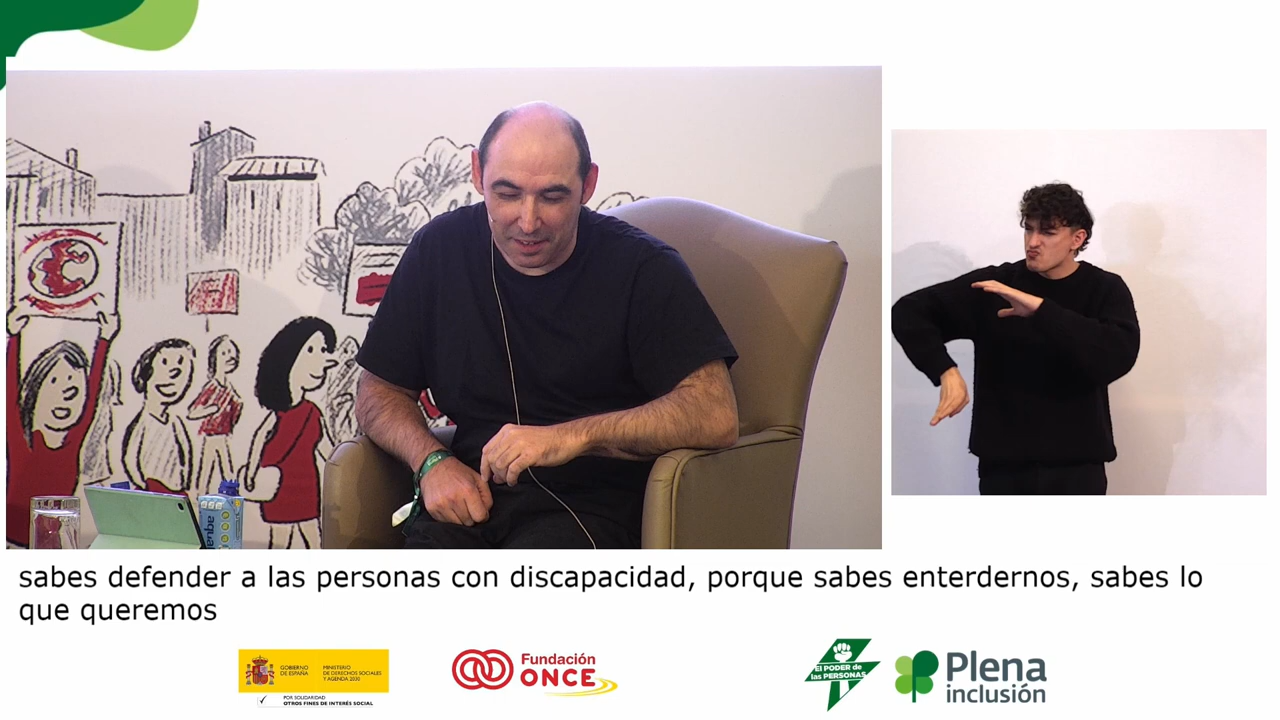 aqua
sabes defender a las personas con discapacidad, porque sabes enterdernos, sabes lo
que queremos
GOBIERNO
DE ESPAÑA
MINISTERIO
DE DERECHOS SOCIALES
Y AGENDA 2030
POR SOLIDARIDAD
OTROS FINES DE INTERÉS SOCIAL
Fundación
ONCE
EL PODER de
las PERSONAS
Plena
inclusión